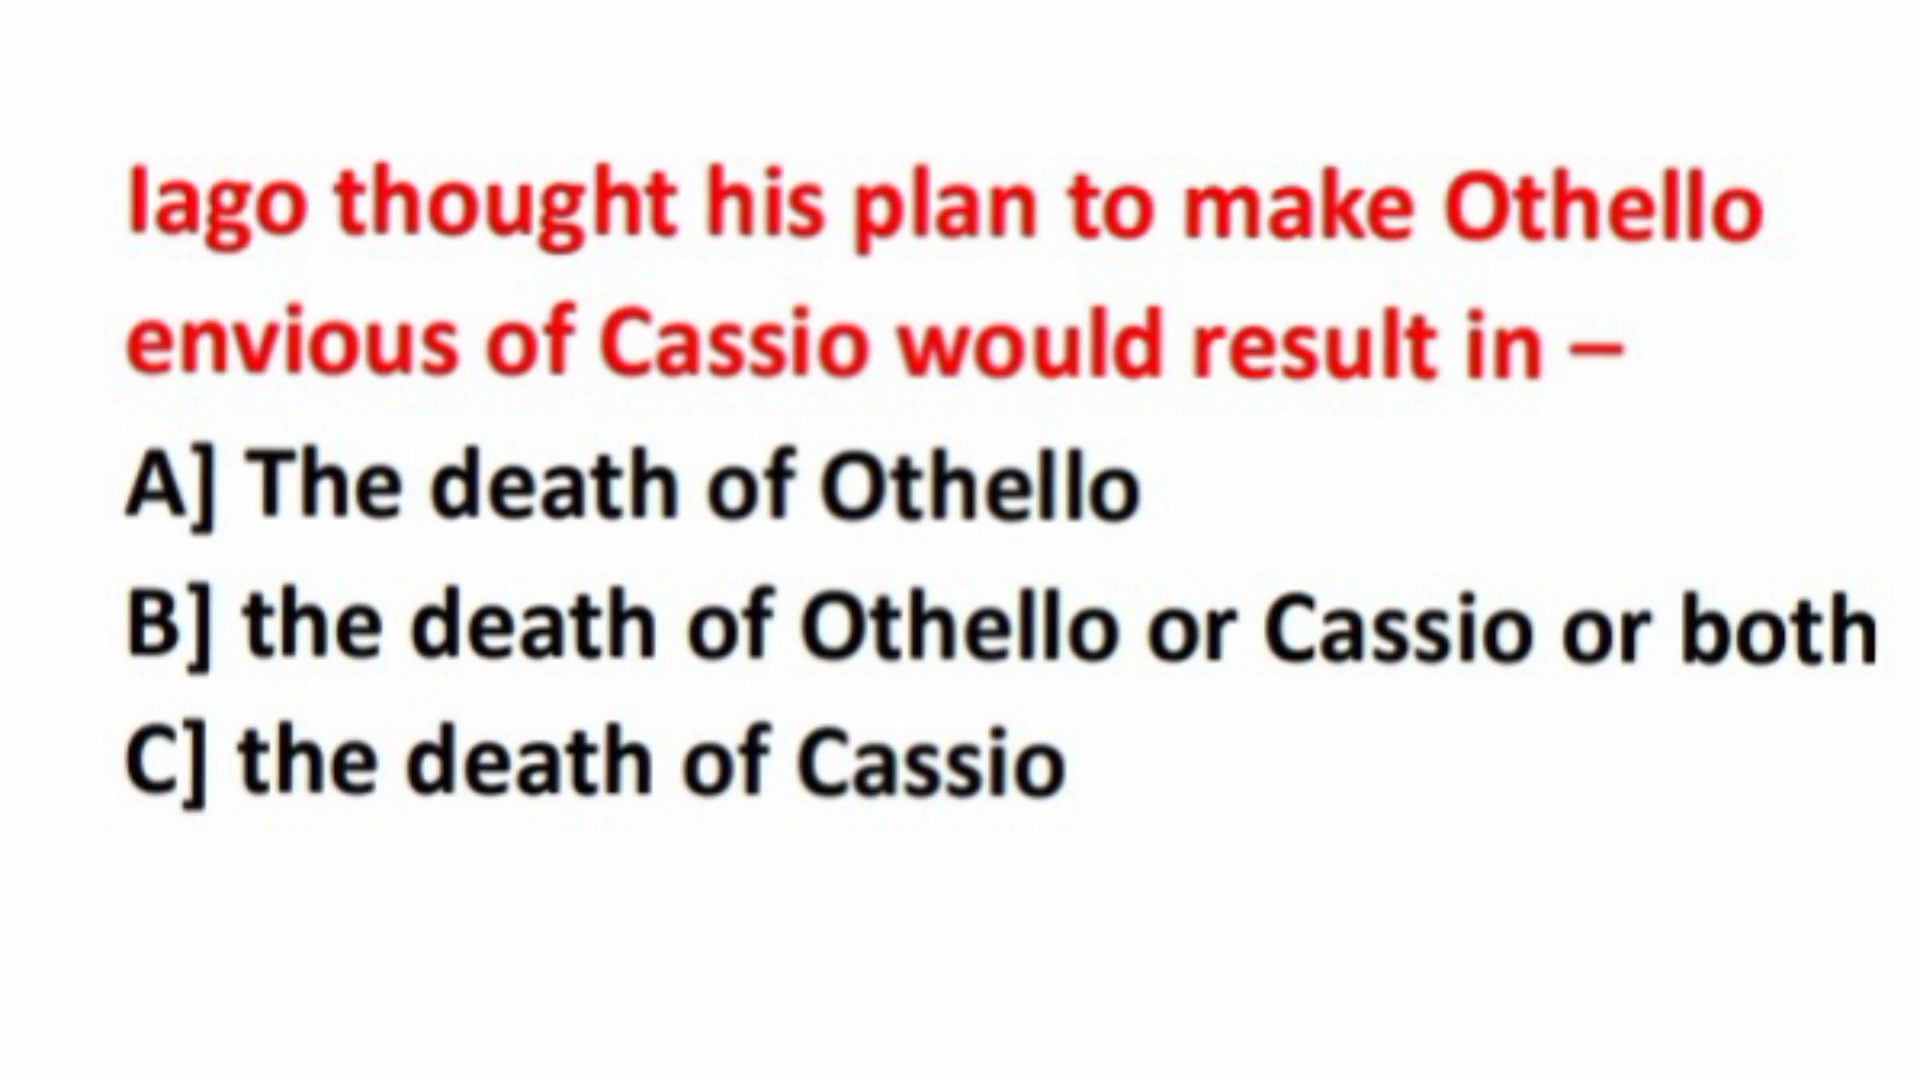 Iago thought his plan to make Othello
envious of Cassio would result in –
A] The death of Othello
B] the death of Othello or Cassio or both
C] the death of Cassio